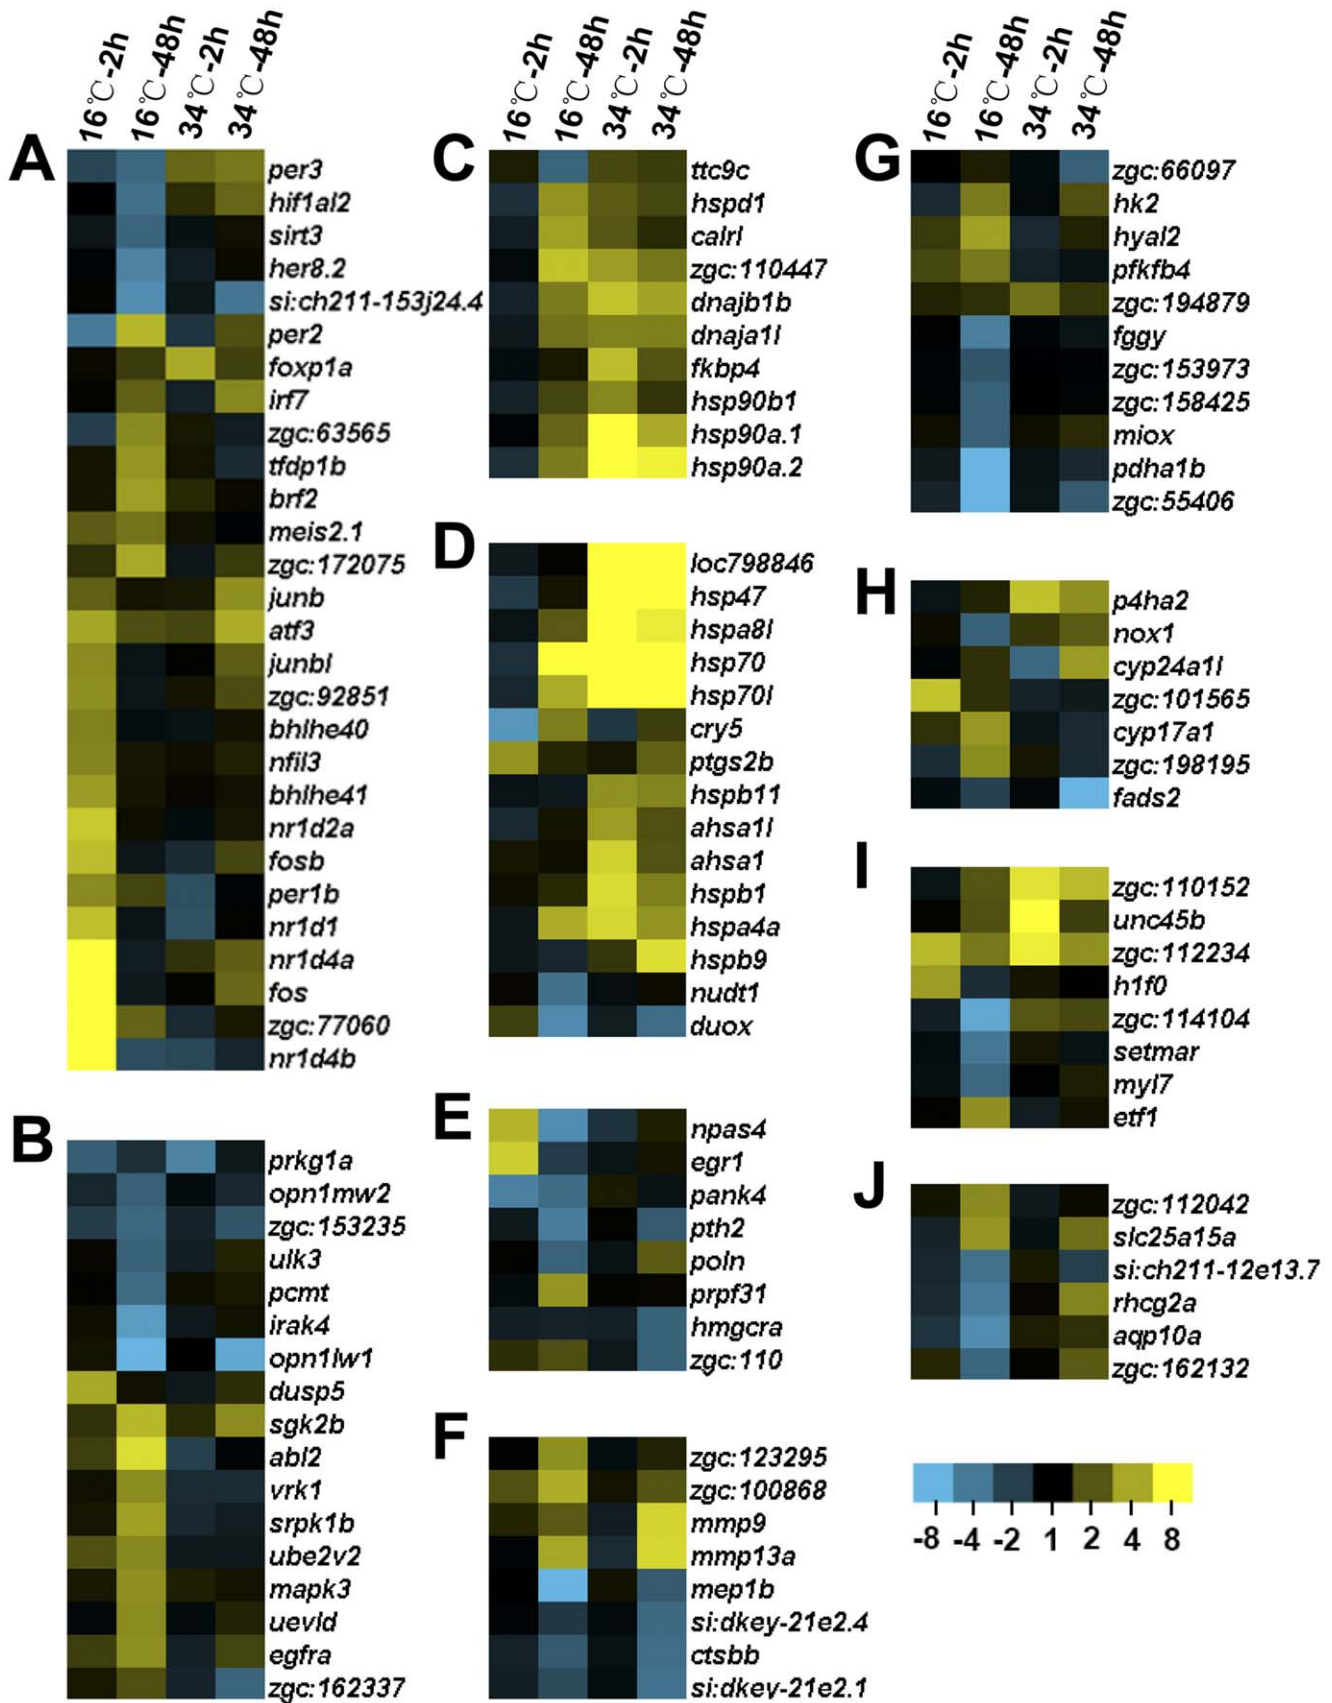 16℃-2h
16℃-48h
34℃-2h
34℃-48h
A
per3
hif1al2
sirt3
her8.2
si:ch211-153j24.4
per2
foxp1a
irf7
zgc:63565
tfdp1b
brf2
meis2.1
zgc:172075
junb
atf3
junbl
zgc:92851
bhlhe40
nfil3
bhlhe41
nr1d2a
fosb
per1b
nr1d1
nr1d4a
fos
zgc:77060
nr1d4b
B
prkg1a
opn1mw2
zgc:153235
ulk3
pcmt
irak4
opn1lw1
dusp5
sgk2b
abl2
vrk1
srpk1b
ube2v2
mapk3
uevld
egfra
zgc:162337
16℃-2h
16℃-48h
34℃-2h
34℃-48h
C
ttc9c
hspd1
calrl
zgc:110447
dnajb1b
dnaja1l
fkbp4
hsp90b1
hsp90a.1
hsp90a.2
D
loc798846
hsp47
hspa8l
hsp70
hsp70l
cry5
ptgs2b
hspb11
ahsa1l
ahsa1
hspb1
hspa4a
hspb9
nudt1
duox
E
npas4
egr1
pank4
pth2
poln
prpf31
hmgcra
zgc:110
F
zgc:123295
zgc:100868
mmp9
mmp13a
mep1b
si:dkey-21e2.4
ctsbb
si:dkey-21e2.1
16℃-2h
16℃-48h
34℃-2h
34℃-48h
G
zgc:66097
hk2
hyal2
pfkfb4
zgc:194879
fggy
zgc:153973
zgc:158425
miox
pdha1b
zgc:55406
H
p4ha2
nox1
cyp24a1l
zgc:101565
cyp17a1
zgc:198195
fads2
I
zgc:110152
unc45b
zgc:112234
h1f0
zgc:114104
setmar
myl7
etf1
J
zgc:112042
slc25a15a
si:ch211-12e13.7
rhcg2a
aqp10a
zgc:162132
-8 -4 -2 1 2 4 8